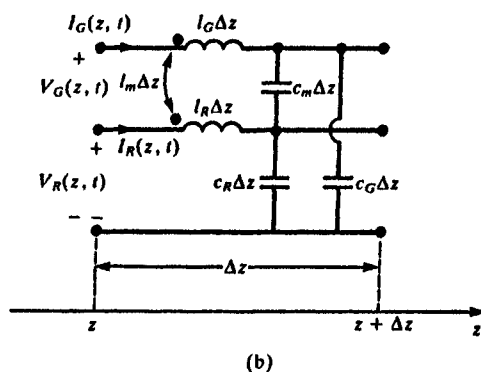 I_G(z, t) l_GΔz
+
V_G(z, t) l_mΔz c_mΔz
l_RΔz
+ I_R(z, t)
V_R(z, t) c_RΔz c_GΔz
- -
Δz
z z + Δz z
(b)